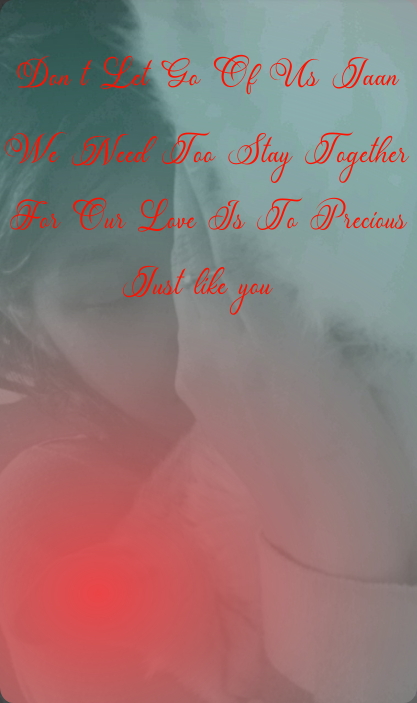 Don't Let Go Of Us Jaan
We Need Too Stay Together
For Our Love Is To Precious
Just like you